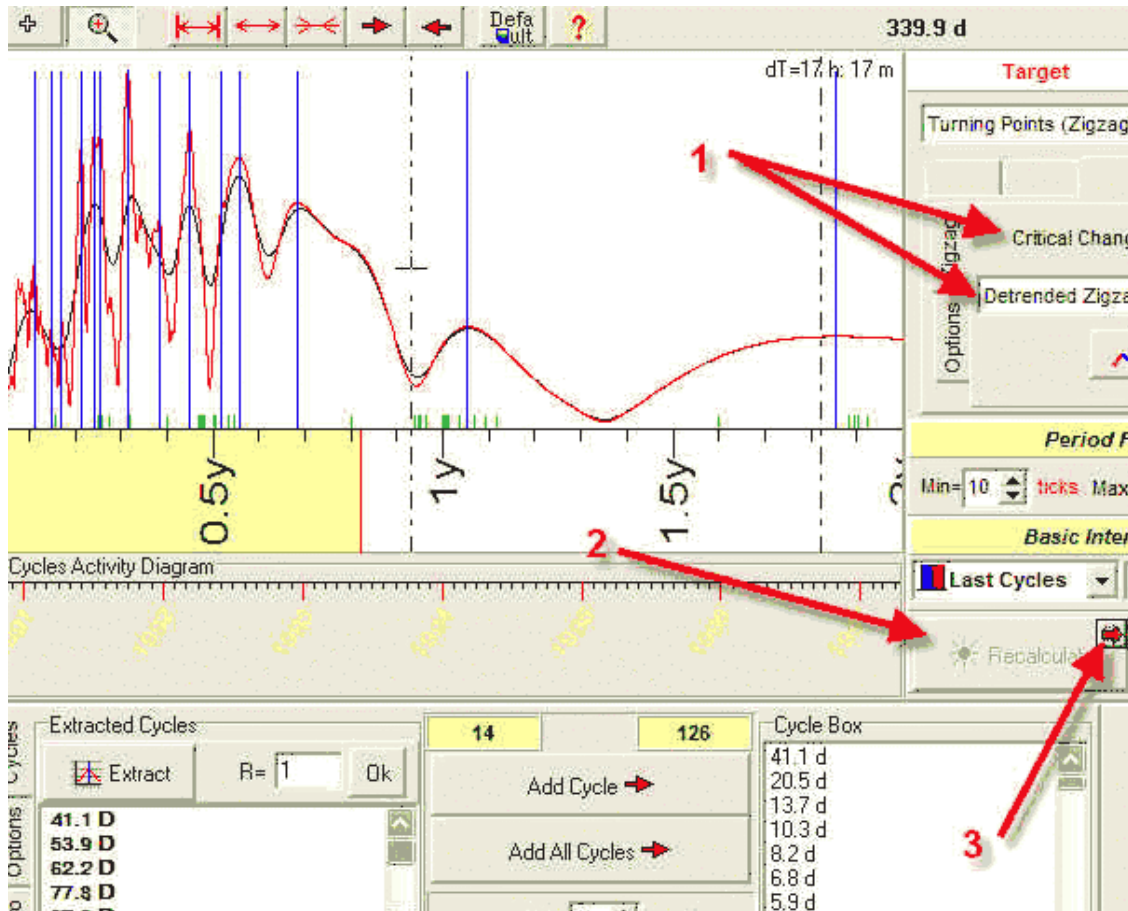 Defa
ult
?
339.9 d
dT=17 h: 17 m
Target
Turning Points (Zigzag
1
Critical Chang
Options
Detrended Zigza
0.5y
1y
1.5y
Period F
Min= 10 ticks Max
Basic Inter
2
Cycles Activity Diagram
Last Cycles
Recalculat
Extracted Cycles
Extract
R= 1
Ok
14
126
Add Cycle
Add All Cycles
Cycle Box
41.1 d
20.5 d
13.7 d
10.3 d
8.2 d
6.8 d
5.9 d
3
Cycles
Options
41.1 D
53.9 D
62.2 D
77.8 D